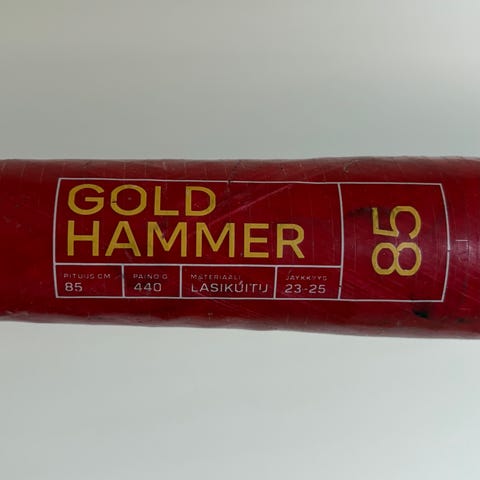 GOLD
HAMMER
85
PITUUS CM
85
PAINO G
440
MATERIAALI
LASIKUITU
JÄYKKYYS
23-25